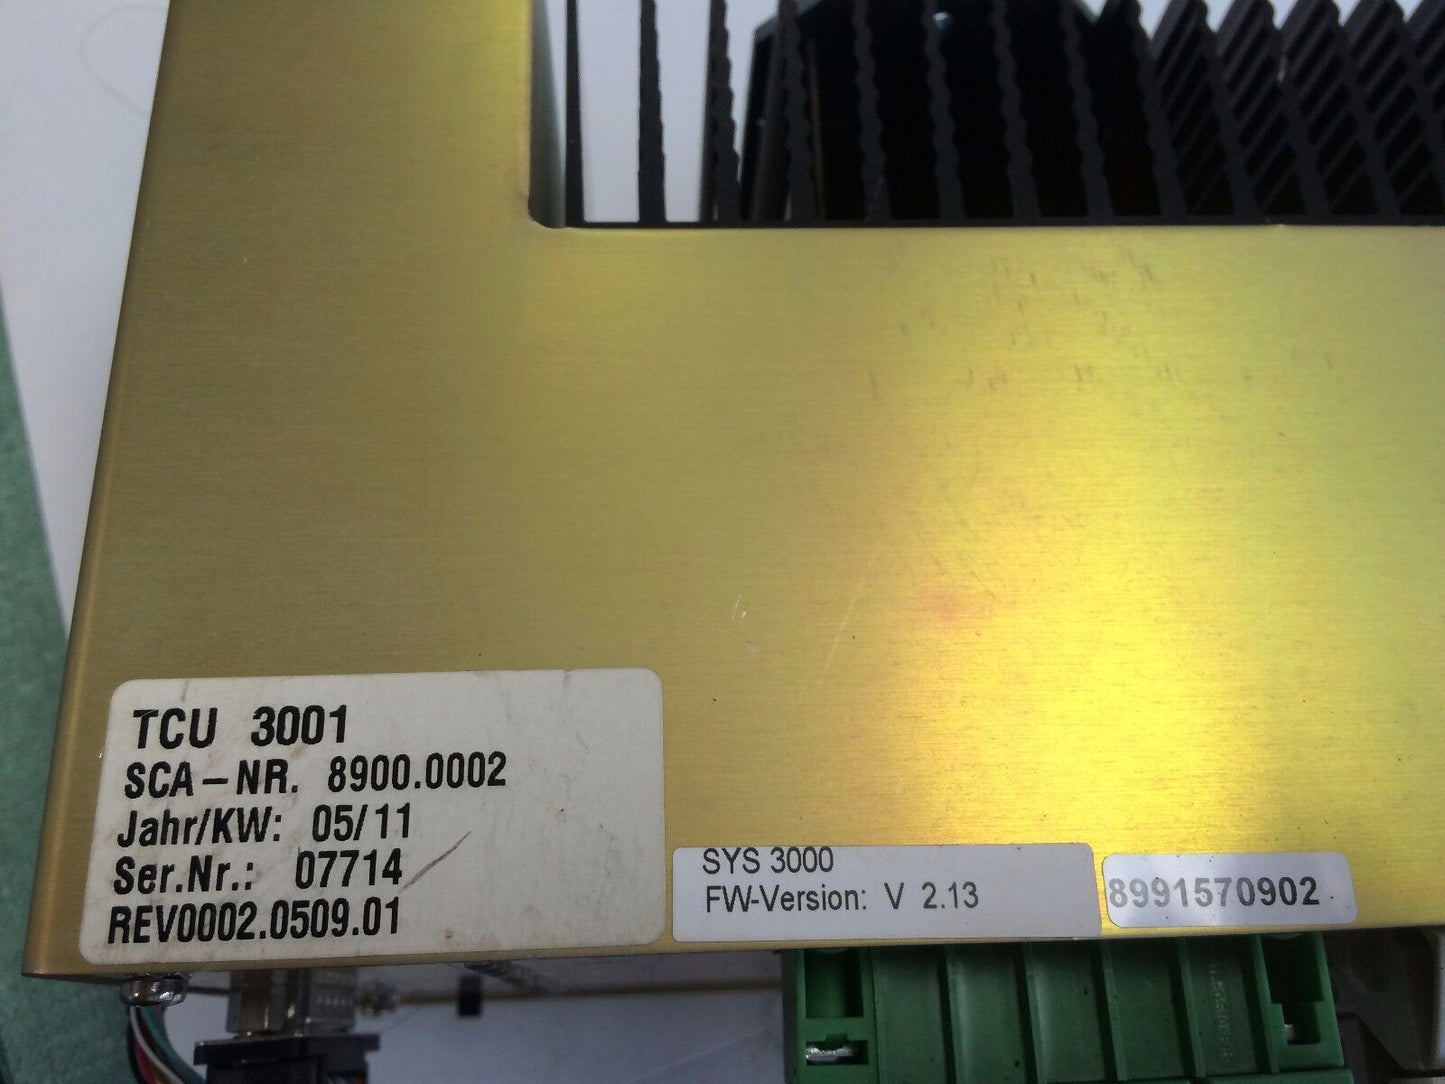 TCU 3001
SCA-NR. 8900.0002
Jahr/KW: 05/11
Ser.Nr.: 07714
REV0002.0509.01
SYS 3000
FW-Version: V 2.13
8991570902